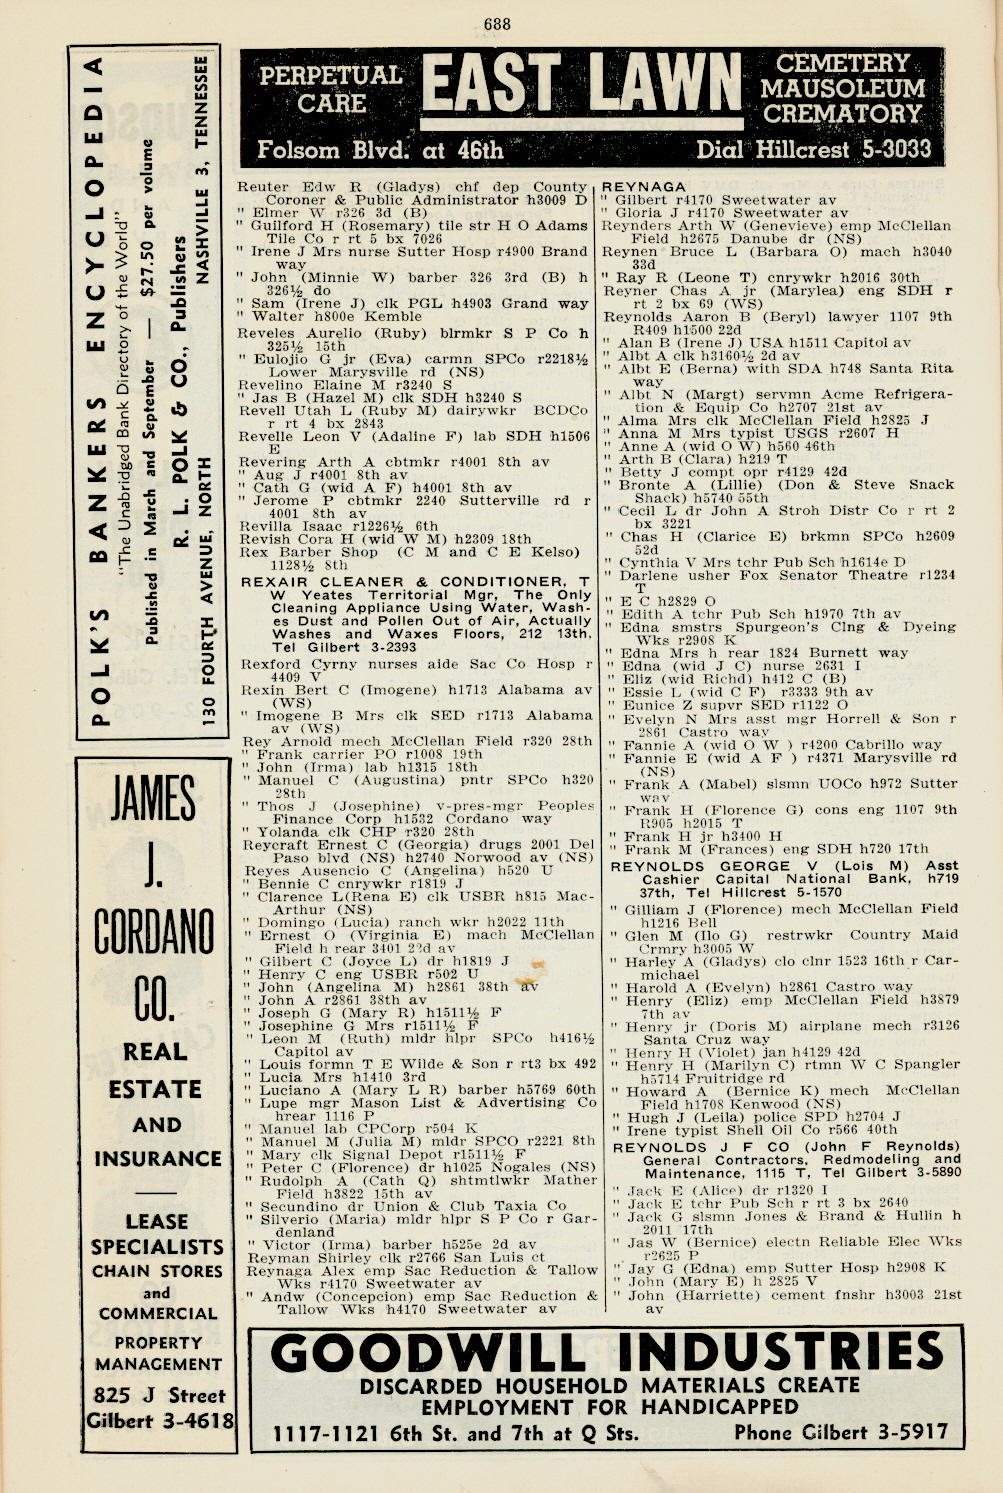 688
POLK'S BANKERS ENCYCLOPEDIA
"The Unabridged Bank Directory of the World"
Published in March and September — $27.50 per volume
R. L. POLK & CO., Publishers
130 FOURTH AVENUE, NORTH NASHVILLE 3, TENNESSEE
JAMES
J.
CORDANO
CO.
REAL
ESTATE
AND
INSURANCE
LEASE
SPECIALISTS
CHAIN STORES
and
COMMERCIAL
PROPERTY
MANAGEMENT
825 J Street
Gilbert 3-4618
PERPETUAL
CARE
EAST LAWN
CEMETERY
MAUSOLEUM
CREMATORY
Folsom Blvd. at 46th
Dial Hillcrest 5-3033
Reuter Edw R (Gladys) chf dep County
Coroner & Public Administrator h3009 D
" Elmer W r326 3d (B)
" Guilford H (Rosemary) tile str H O Adams
Tile Co r rt 5 bx 7026
" Irene J Mrs nurse Sutter Hosp r4900 Brand
way
" John (Minnie W) barber 326 3rd (B) h
326½ do
" Sam (Irene J) clk PGL h4903 Grand way
" Walter h800e Kemble
Reveles Aurelio (Ruby) blrmkr S P Co h
325½ 15th
" Eulojio G jr (Eva) carmn SPCo r2218½
Lower Marysville rd (NS)
Revelino Elaine M r3240 S
" Jas B (Hazel M) clk SDH h3240 S
Revell Utah L (Ruby M) dairywkr BCDCo
r rt 4 bx 2843
Revelle Leon V (Adaline F) lab SDH h1506
E
Revering Arth A cbtmkr r4001 8th av
" Aug J r4001 8th av
" Cath G (wid A F) h4001 8th av
" Jerome P cbtmkr 2240 Sutterville rd r
4001 8th av
Revilla Isaac r1226½ 6th
Revish Cora H (wid W M) h2309 18th
Rex Barber Shop (C M and C E Kelso)
1128½ 8th
REXAIR CLEANER & CONDITIONER, T
W Yeates Territorial Mgr, The Only
Cleaning Appliance Using Water, Wash-
es Dust and Pollen Out of Air, Actually
Washes and Waxes Floors, 212 13th,
Tel Gilbert 3-2393
Rexford Cyrny nurses aide Sac Co Hosp r
4409 V
Rexin Bert C (Imogene) h1713 Alabama av
(WS)
" Imogene B Mrs clk SED r1713 Alabama
av (WS)
Rey Arnold mech McClellan Field r320 28th
" Frank carrier PO r1008 19th
" John (Irma) lab h1315 18th
" Manuel C (Augustina) pntr SPCo h320
28th
" Thos J (Josephine) v-pres-mgr Peoples
Finance Corp h1532 Cordano way
" Yolanda clk CHP r320 28th
Reycraft Ernest C (Georgia) drugs 2001 Del
Paso blvd (NS) h2740 Norwood av (NS)
Reyes Ausencio C (Angelina) h520 U
" Bennie C cnrywkr r1819 J
" Clarence L(Rena E) clk USBR h815 Mac-
Arthur (NS)
" Domingo (Lucia) ranch wkr h2022 11th
" Ernest O (Virginia E) mach McClellan
Field h rear 3401 22d av
" Gilbert C (Joyce L) dr h1819 J
" Henry C eng USBR r502 U
" John (Angelina M) h2861 38th av
" John A r2861 38th av
" Joseph G (Mary R) h1511½ F
" Josephine G Mrs r1511½ F
" Leon M (Ruth) mldr hlpr SPCo h416½
Capitol av
" Louis formn T E Wilde & Son r rt3 bx 492
" Lucia Mrs h1410 3rd
" Luciano A (Mary L R) barber h5769 60th
" Lupe mgr Mason List & Advertising Co
hrear 1116 P
" Manuel lab CPCorp r504 K
" Manuel M (Julia M) mldr SPCO r2221 8th
" Mary clk Signal Depot r1511½ F
" Peter C (Florence) dr h1025 Nogales (NS)
" Rudolph A (Cath Q) shtmtlwkr Mather
Field h3822 15th av
" Secundino dr Union & Club Taxia Co
" Silverio (Maria) mldr hlpr S P Co r Gar-
denland
" Victor (Irma) barber h525e 2d av
Reyman Shirley clk r2766 San Luis ct
Reynaga Alex emp Sac Reduction & Tallow
Wks r4170 Sweetwater av
" Andw (Concepcion) emp Sac Reduction &
Tallow Wks h4170 Sweetwater av
REYNAGA
" Gilbert r4170 Sweetwater av
" Gloria J r4170 Sweetwater av
Reynders Arth W (Genevieve) emp McClellan
Field h2675 Danube dr (NS)
Reynen Bruce L (Barbara O) mach h3040
33d
" Ray R (Leone T) cnrywkr h2016 30th
Reyner Chas A jr (Marylea) eng SDH r
rt 2 bx 69 (WS)
Reynolds Aaron B (Beryl) lawyer 1107 9th
R409 h1500 22d
" Alan B (Irene J) USA h1511 Capitol av
" Albt A clk h3160½ 2d av
" Albt E (Berna) with SDA h748 Santa Rita
way
" Albt N (Margt) servmn Acme Refrigera-
tion & Equip Co h2707 21st av
" Alma Mrs clk McClellan Field h2825 J
" Anna M Mrs typist USGS r2607 H
" Anne A (wid O W) h560 46th
" Arth B (Clara) h219 T
" Betty J compt opr r4129 42d
" Bronte A (Lillie) (Don & Steve Snack
Shack) h5740 55th
" Cecil L dr John A Stroh Distr Co r rt 2
bx 3221
" Chas H (Clarice E) brkmn SPCo h2609
52d
" Cynthia V Mrs tchr Pub Sch h1614e D
" Darlene usher Fox Senator Theatre r1234
T
" E C h2829 O
" Edith A tchr Pub Sch h1970 7th av
" Edna smstrs Spurgeon's Clng & Dyeing
Wks r2908 K
" Edna Mrs h rear 1824 Burnett way
" Edna (wid J C) nurse 2631 I
" Eliz (wid Richd) h412 C (B)
" Essie L (wid C F) r3333 9th av
" Eunice Z supvr SED r1122 O
" Evelyn N Mrs asst mgr Horrell & Son r
2861 Castro way
" Fannie A (wid O W ) r4200 Cabrillo way
" Fannie E (wid A F ) r4371 Marysville rd
(NS)
" Frank A (Mabel) slsmn UOCo h972 Sutter
way
" Frank H (Florence G) cons eng 1107 9th
R905 h2015 T
" Frank H jr h3400 H
" Frank M (Frances) eng SDH h720 17th
REYNOLDS GEORGE V (Lois M) Asst
Cashier Capital National Bank, h719
37th, Tel Hillcrest 5-1570
" Gilliam J (Florence) mech McClellan Field
h1216 Bell
" Glen M (Ilo G) restrwkr Country Maid
Crmry h3005 W
" Harley A (Gladys) clo clnr 1523 16th r Car-
michael
" Harold A (Evelyn) h2861 Castro way
" Henry (Eliz) emp McClellan Field h3879
7th av
" Henry jr (Doris M) airplane mech r3126
Santa Cruz way
" Henry H (Violet) jan h4129 42d
" Henry H (Marilyn C) rtmn W C Spangler
h5714 Fruitridge rd
" Howard A (Bernice K) mech McClellan
Field h1708 Kenwood (NS)
" Hugh J (Leila) police SPD h2704 J
" Irene typist Shell Oil Co r566 40th
REYNOLDS J F CO (John F Reynolds)
General Contractors, Redmodeling and
Maintenance, 1115 T, Tel Gilbert 3-5890
" Jack E (Alice) dr r1320 I
" Jack E tchr Pub Sch r rt 3 bx 2640
" Jack G slsmn Jones & Brand & Hullin h
2011 17th
" Jas W (Bernice) electn Reliable Elec Wks
r2625 P
" Jay G (Edna) emp Sutter Hosp h2908 K
" John (Mary E) h 2825 V
" John (Harriette) cement fnshr h3003 21st
av
GOODWILL INDUSTRIES
DISCARDED HOUSEHOLD MATERIALS CREATE
EMPLOYMENT FOR HANDICAPPED
1117-1121 6th St. and 7th at Q Sts.
Phone Gilbert 3-5917